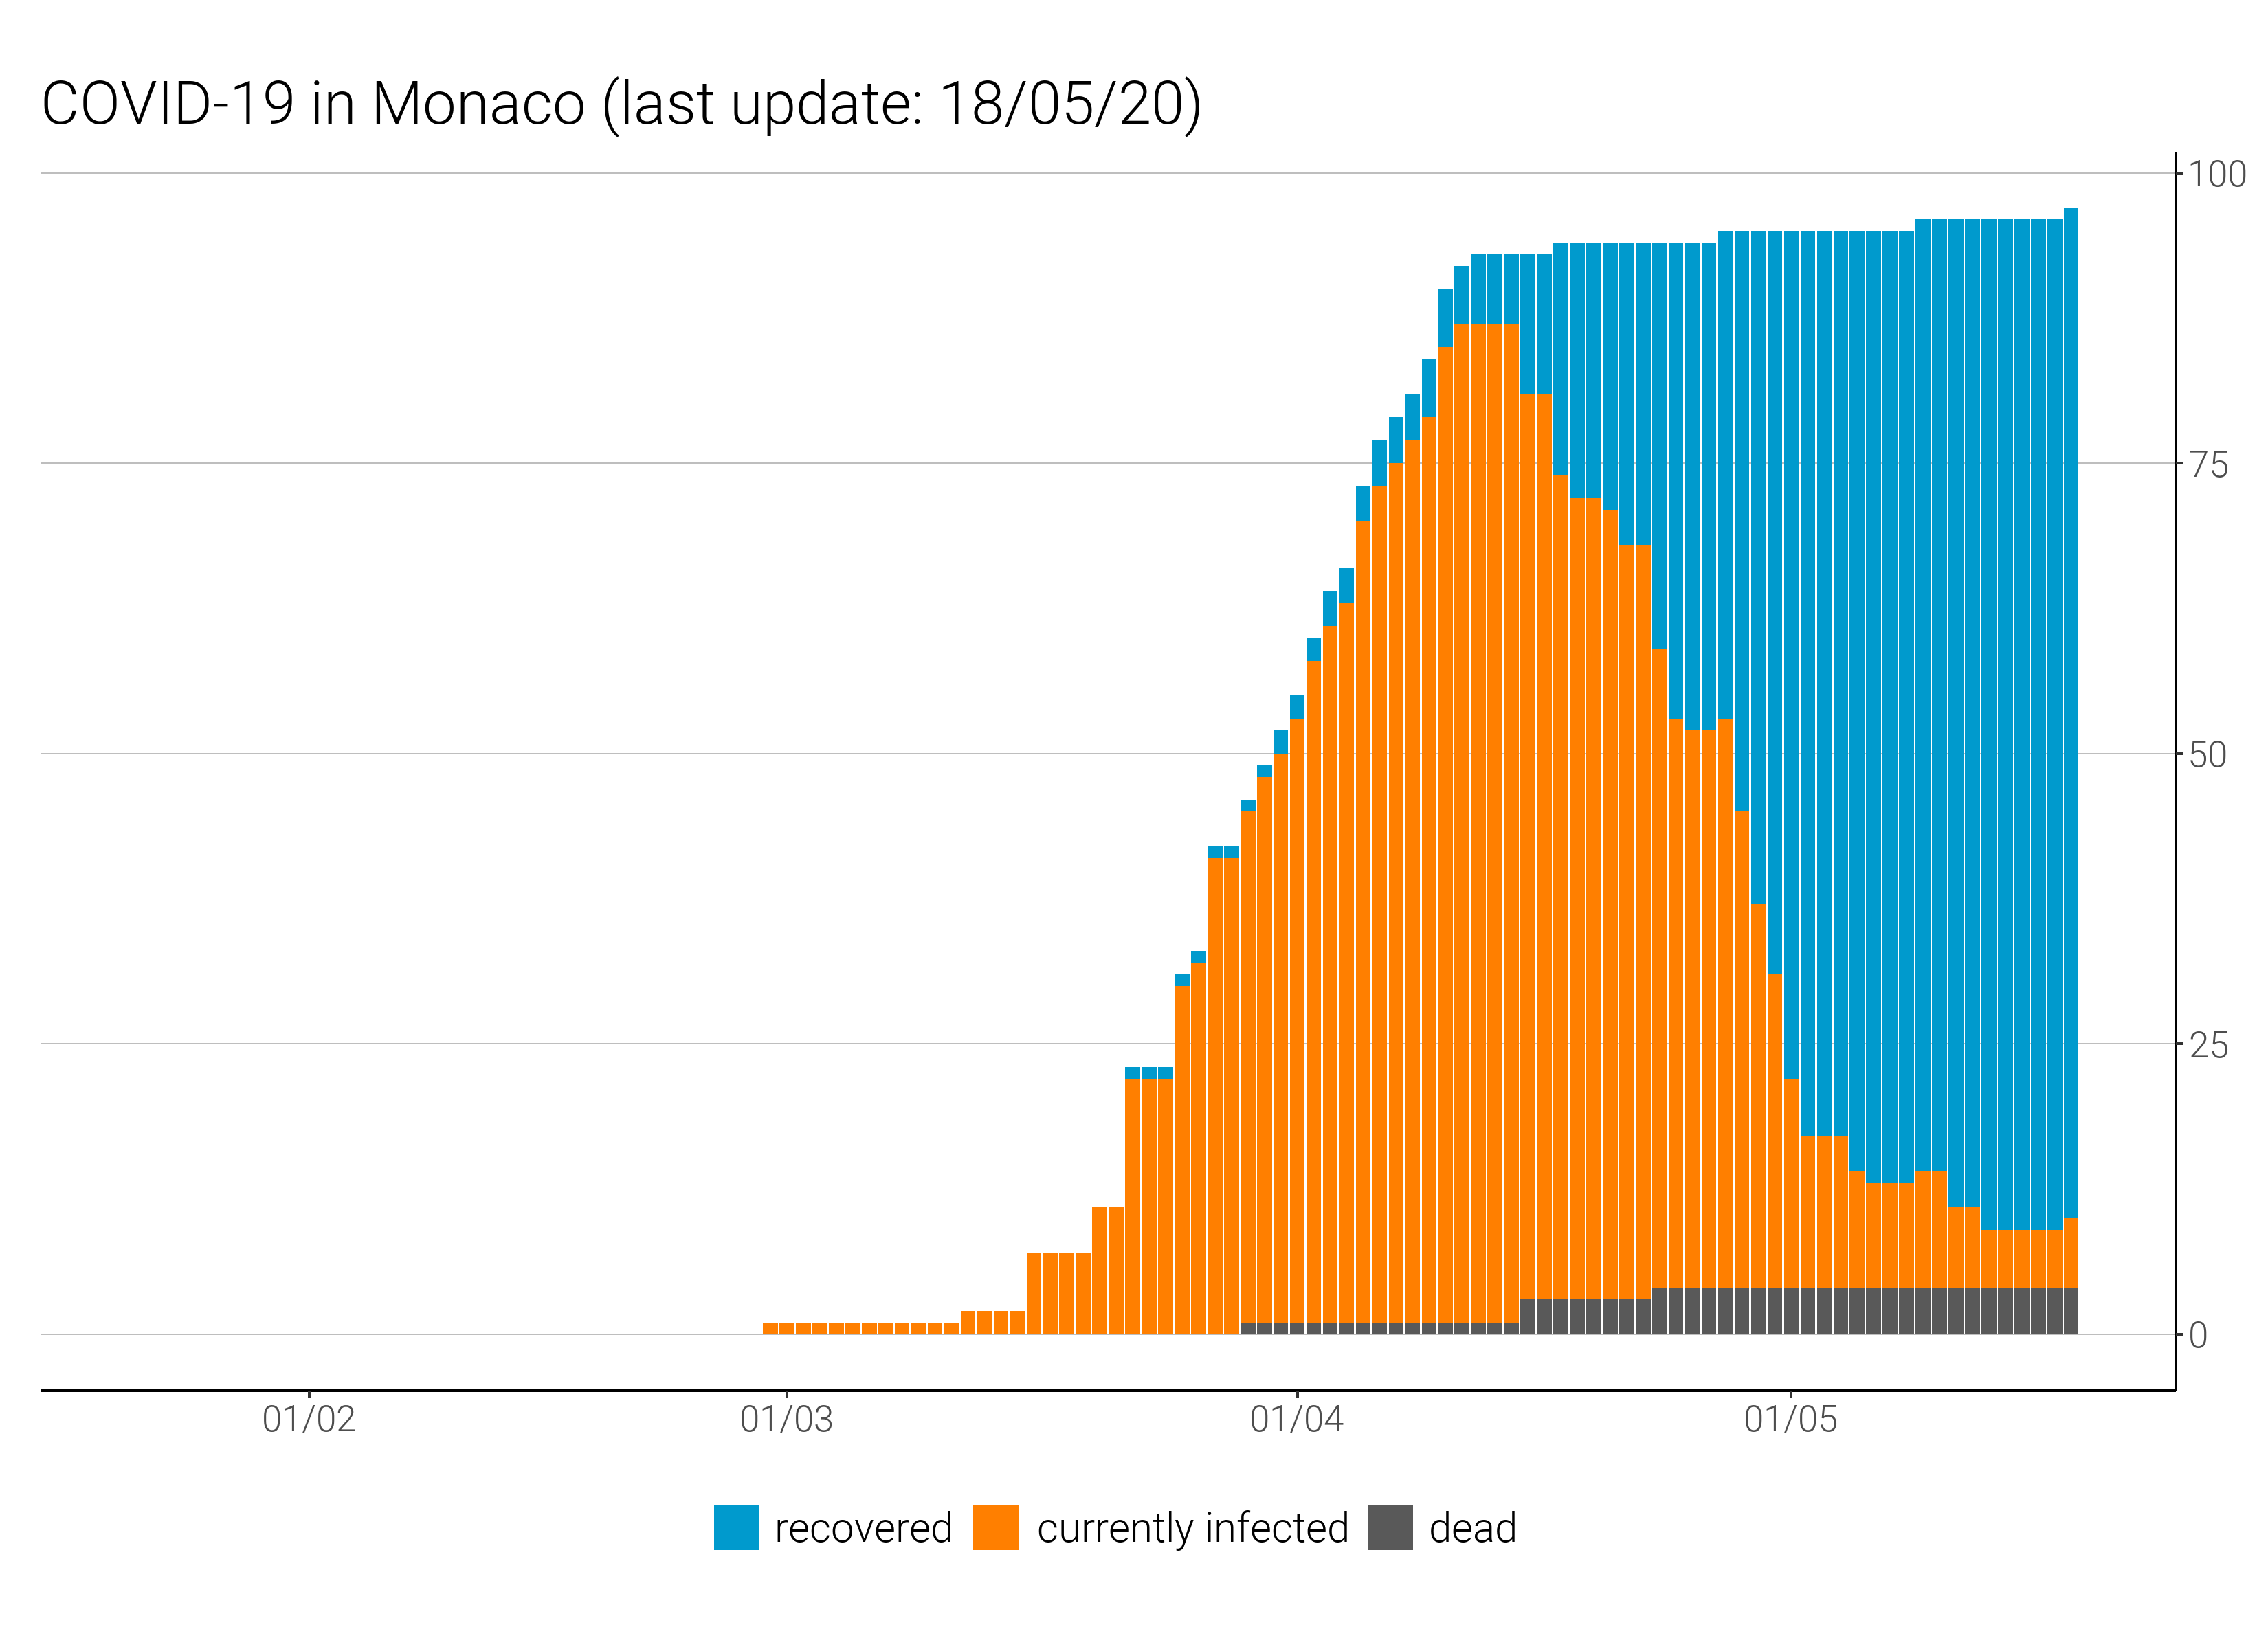 COVID-19 in Monaco (last update: 18/05/20)
100
75
50
25
0
01/02 01/03 01/04 01/05
recovered currently infected dead